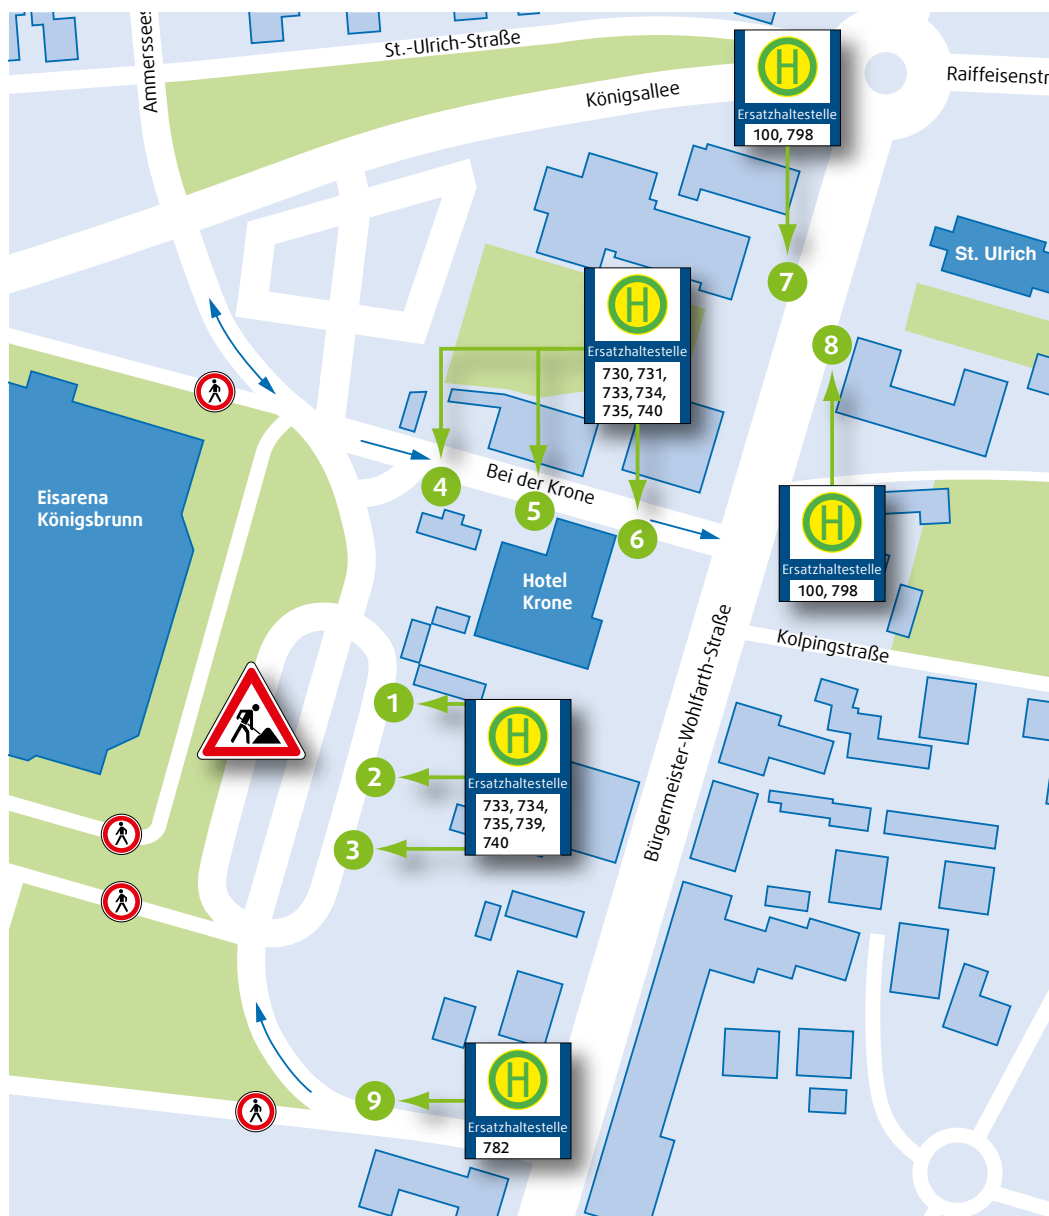 Ammerssees
St.-Ulrich-Straße
Königsallee
Raiffeisenstr
H
Ersatzhaltestelle
100, 798
7
St. Ulrich
H
Ersatzhaltestelle
730, 731,
733, 734,
735, 740
8
4
Bei der Krone
5
6
Eisarena
Königsbrunn
Hotel
Krone
H
Ersatzhaltestelle
100, 798
Kolpingstraße
Bürgermeister-Wohlfarth-Straße
1
2
3
H
Ersatzhaltestelle
733, 734,
735, 739,
740
9
H
Ersatzhaltestelle
782